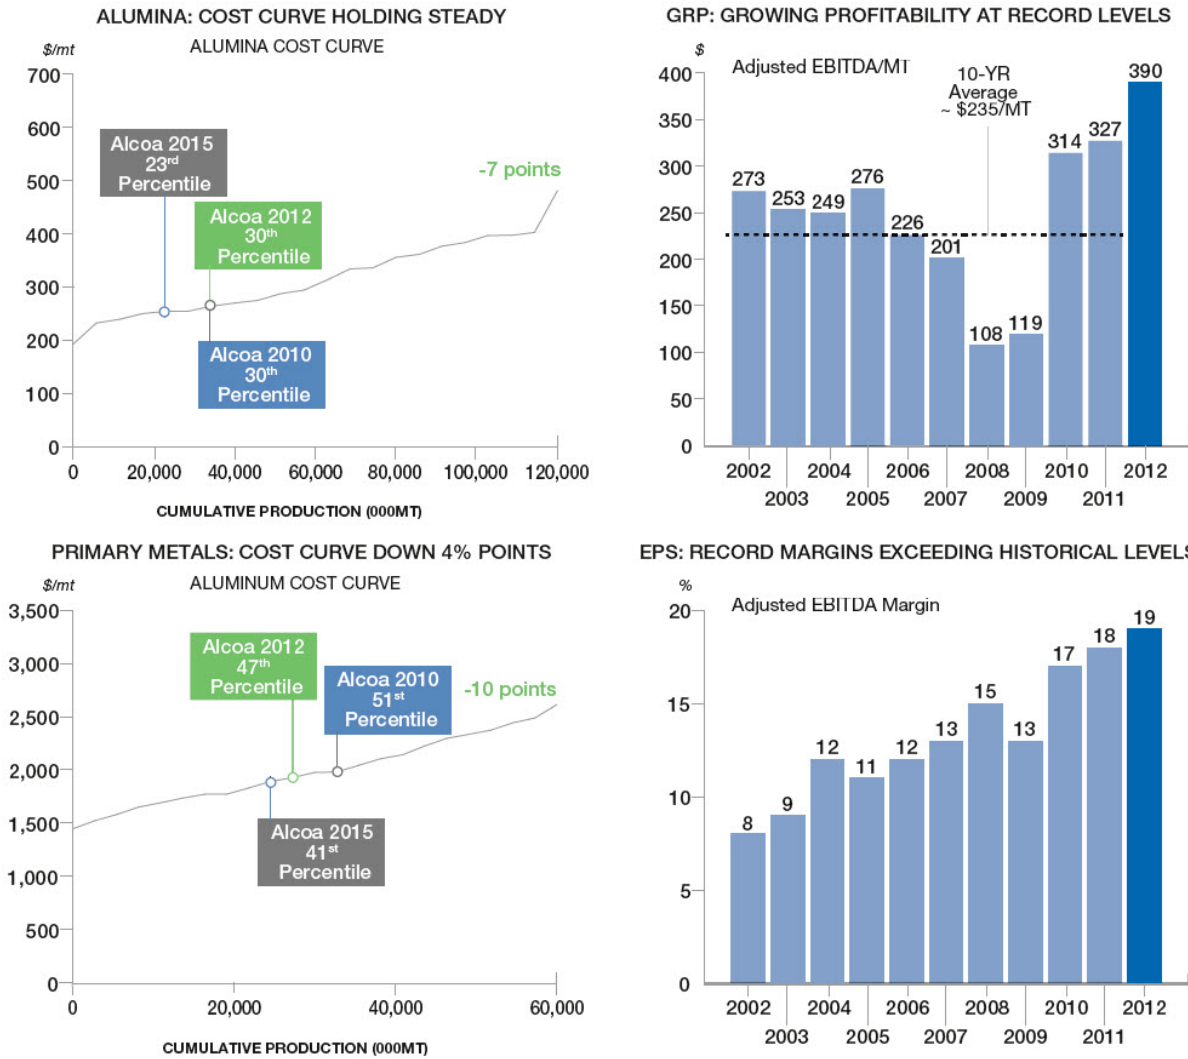 ALUMINA: COST CURVE HOLDING STEADY
$/mt
ALUMINA COST CURVE
700
600
500
400
300
200
100
0
Alcoa 2015
23rd
Percentile
Alcoa 2012
30th
Percentile
-7 points
Alcoa 2010
30th
Percentile
0 20,000 40,000 60,000 80,000 100,000 120,000
CUMULATIVE PRODUCTION (000MT)
GRP: GROWING PROFITABILITY AT RECORD LEVELS
$
Adjusted EBITDA/MT
10-YR
Average
~ $235/MT
400
350
300
250
200
150
100
50
0
273
253
249
276
226
201
108
119
314
327
390
2002 2004 2006 2008 2010 2012
2003 2005 2007 2009 2011
PRIMARY METALS: COST CURVE DOWN 4% POINTS
$/mt
ALUMINUM COST CURVE
3,500
3,000
2,500
2,000
1,500
1,000
500
0
Alcoa 2012
47th
Percentile
Alcoa 2010
51st
Percentile
-10 points
Alcoa 2015
41st
Percentile
0 20,000 40,000 60,000
CUMULATIVE PRODUCTION (000MT)
EPS: RECORD MARGINS EXCEEDING HISTORICAL LEVELS
%
Adjusted EBITDA Margin
20
15
10
5
0
8
9
12
11
12
13
15
13
17
18
19
2002 2004 2006 2008 2010 2012
2003 2005 2007 2009 2011